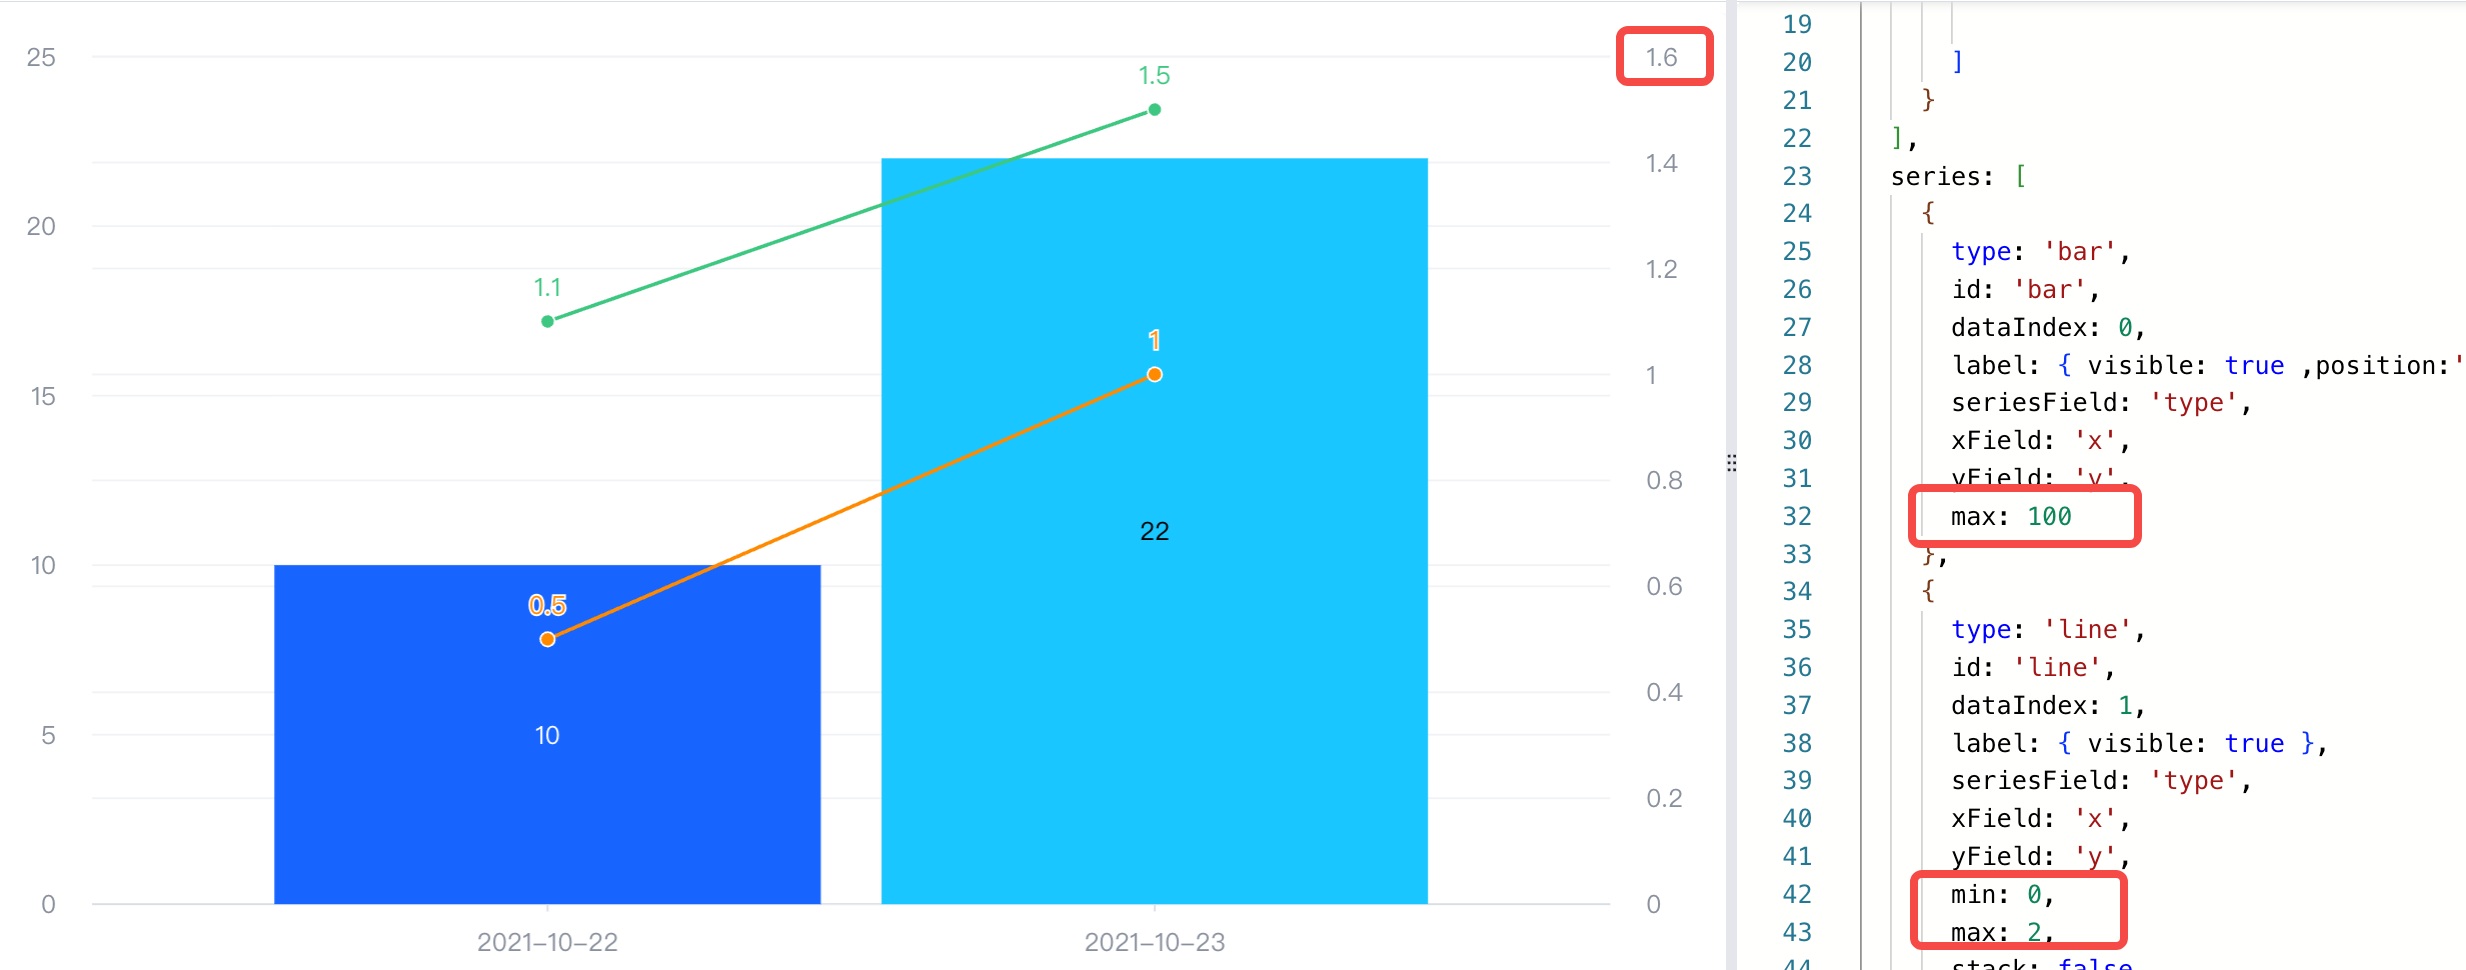 25
20
15
10
5
0
1.6
1.4
1.2
1
0.8
0.6
0.4
0.2
0
1.5
1.1
1
0.5
22
10
2021-10-22
2021-10-23
19
20 ]
21 }
22 ],
23 series: [
24 {
25 type: 'bar',
26 id: 'bar',
27 dataIndex: 0,
28 label: { visible: true ,position:'
29 seriesField: 'type',
30 xField: 'x',
31 yField: 'y',
32 max: 100
33 },
34 {
35 type: 'line',
36 id: 'line',
37 dataIndex: 1,
38 label: { visible: true },
39 seriesField: 'type',
40 xField: 'x',
41 yField: 'y',
42 min: 0,
43 max: 2,
44 stack: false